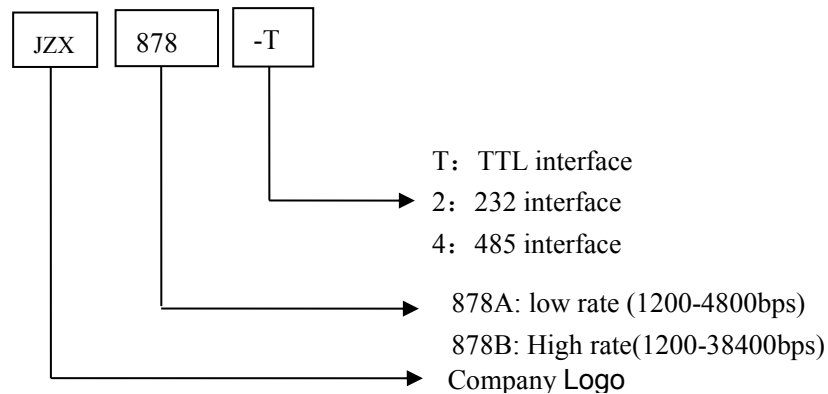 JZX 878 -T
T：TTL interface
2：232 interface
4：485 interface
878A: low rate (1200-4800bps)
878B: High rate(1200-38400bps)
Company Logo